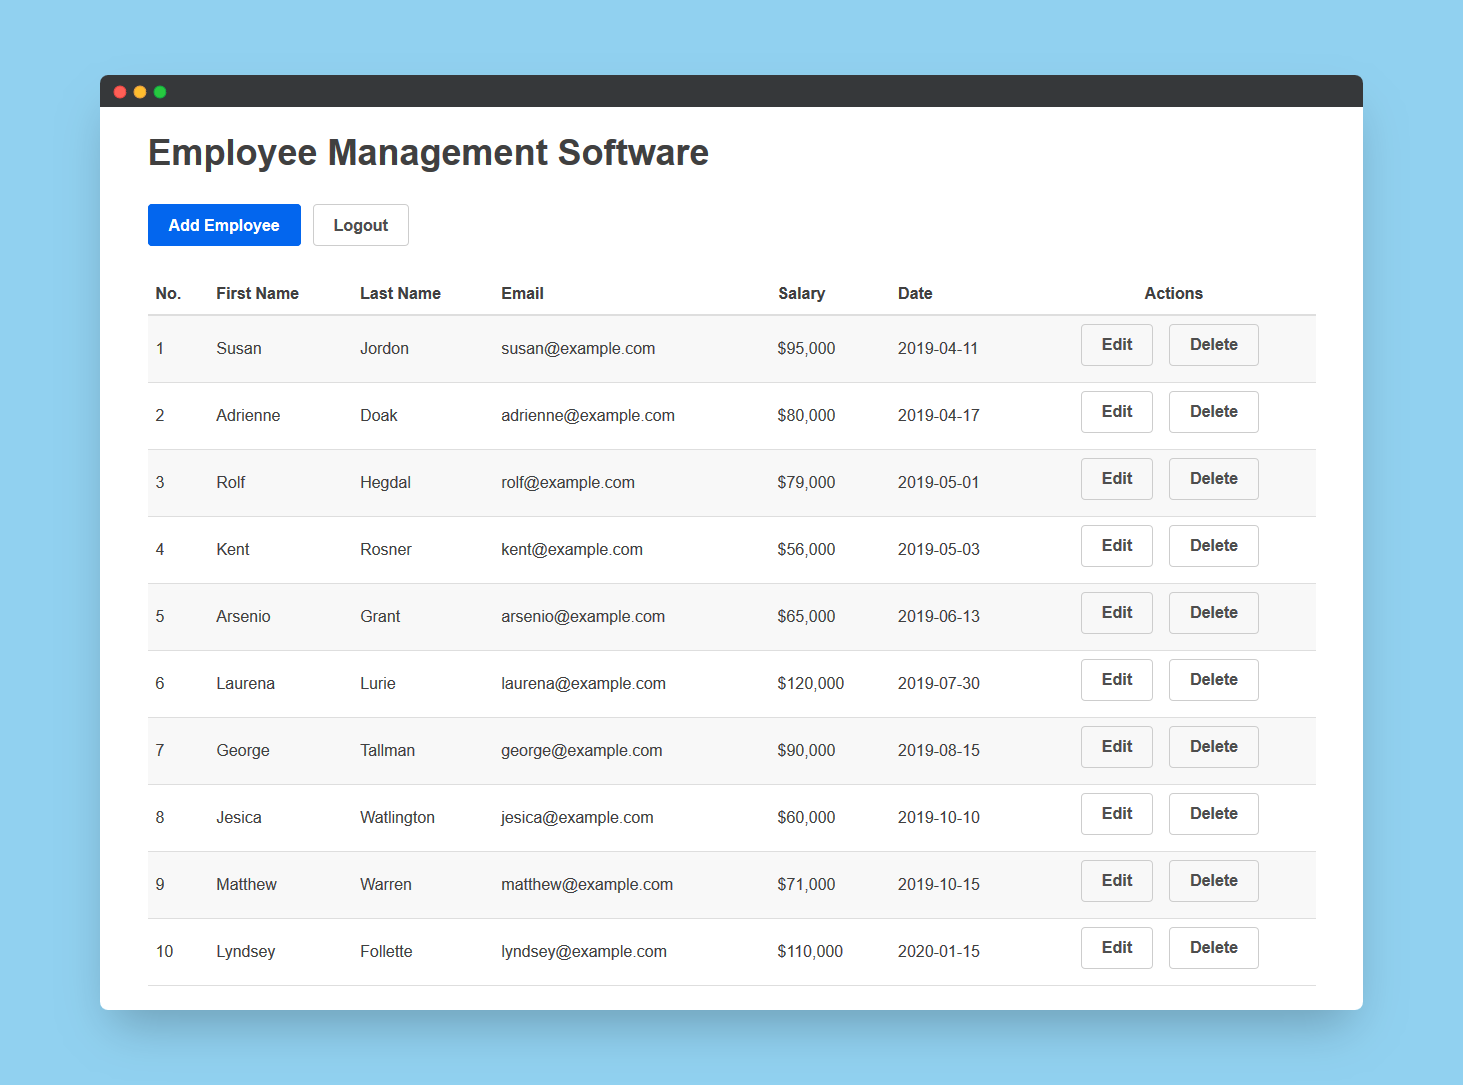 Employee Management Software
Add Employee Logout
No. First Name Last Name Email Salary Date Actions
1 Susan Jordon susan@example.com $95,000 2019-04-11 Edit Delete
2 Adrienne Doak adrienne@example.com $80,000 2019-04-17 Edit Delete
3 Rolf Hegdal rolf@example.com $79,000 2019-05-01 Edit Delete
4 Kent Rosner kent@example.com $56,000 2019-05-03 Edit Delete
5 Arsenio Grant arsenio@example.com $65,000 2019-06-13 Edit Delete
6 Laurena Lurie laurena@example.com $120,000 2019-07-30 Edit Delete
7 George Tallman george@example.com $90,000 2019-08-15 Edit Delete
8 Jesica Watlington jesica@example.com $60,000 2019-10-10 Edit Delete
9 Matthew Warren matthew@example.com $71,000 2019-10-15 Edit Delete
10 Lyndsey Follette lyndsey@example.com $110,000 2020-01-15 Edit Delete